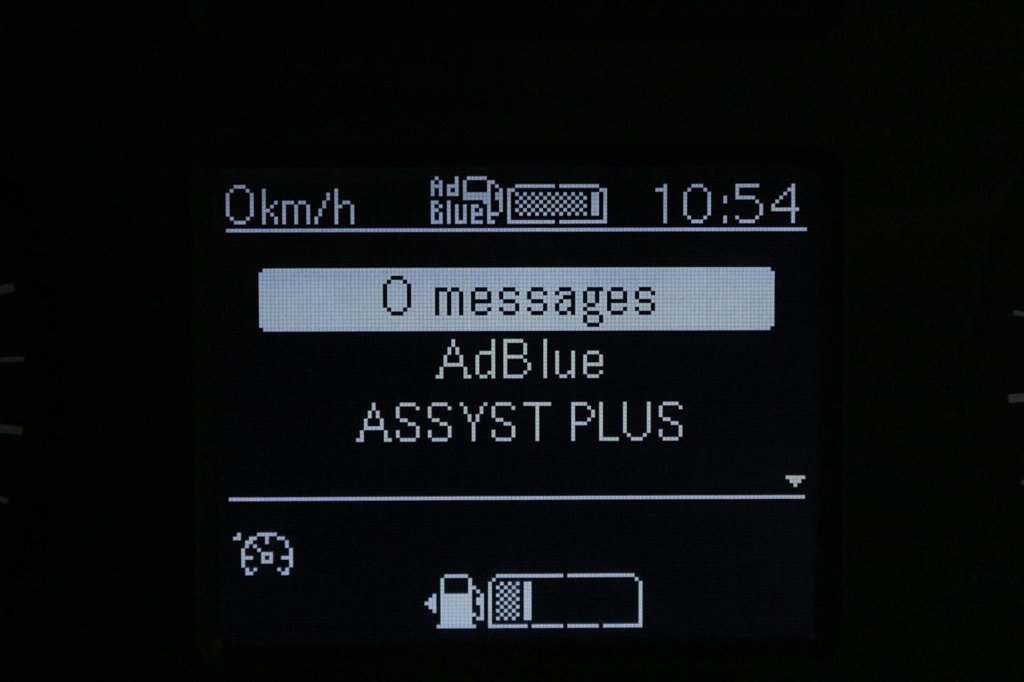 0km/h Ad Blue 10:54
0 messages
AdBlue
ASSYST PLUS